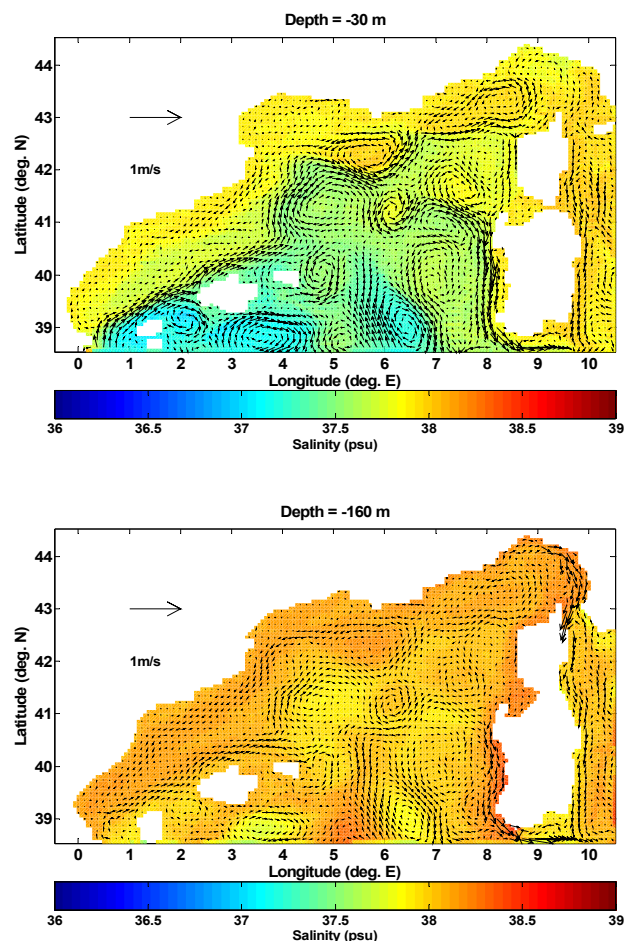 Depth = -30 m
44
43
42
41
40
39
Latitude (deg. N)
1m/s
0 1 2 3 4 5 6 7 8 9 10
Longitude (deg. E)
36 36.5 37 37.5 38 38.5 39
Salinity (psu)
Depth = -160 m
44
43
42
41
40
39
Latitude (deg. N)
1m/s
0 1 2 3 4 5 6 7 8 9 10
Longitude (deg. E)
36 36.5 37 37.5 38 38.5 39
Salinity (psu)